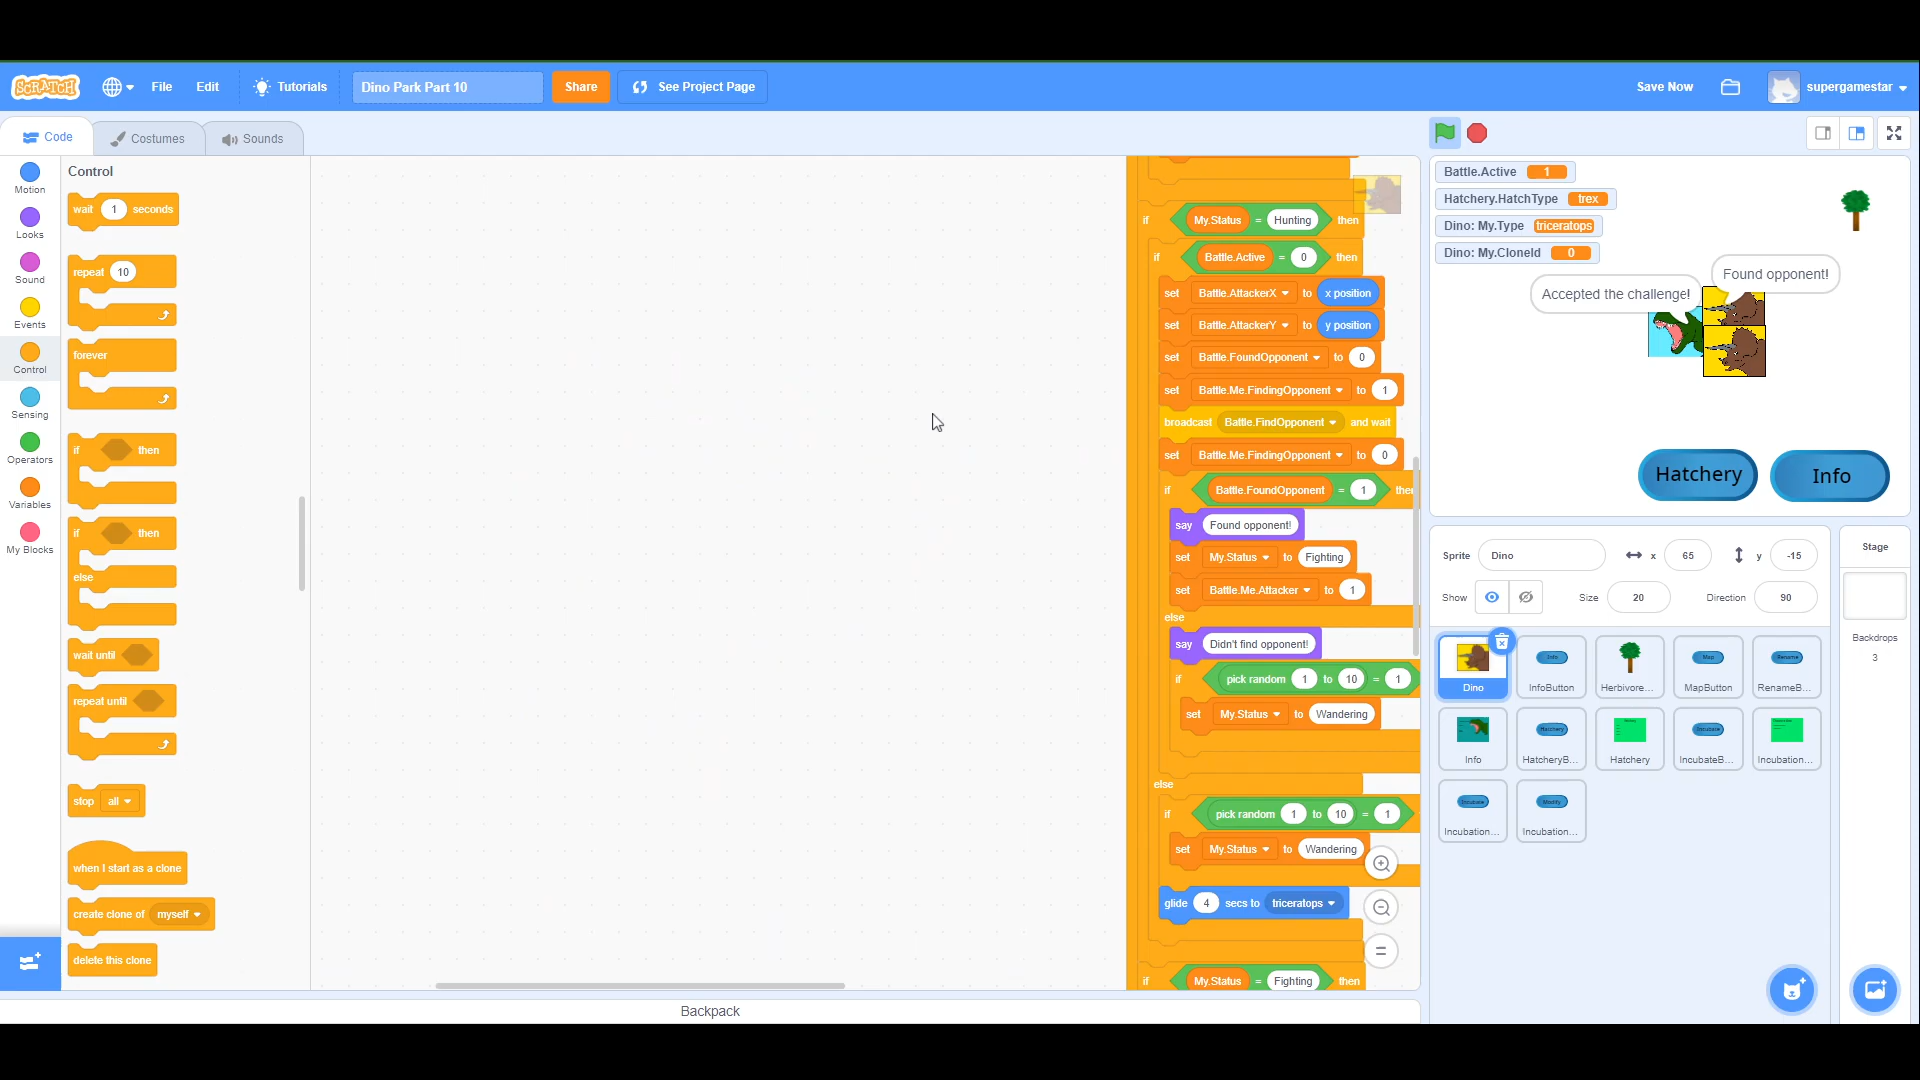 SCRATCH File Edit Tutorials Dino Park Part 10 Share See Project Page Save Now supergamestar
Code Costumes Sounds
Motion
Looks
Sound
Events
Control
Sensing
Operators
Variables
My Blocks
Control
wait 1 seconds
repeat 10
forever
if then
if then
else
wait until
repeat until
stop all
when I start as a clone
create clone of myself
delete this clone
if My.Status = Hunting then
if Battle.Active = 0 then
set Battle.AttackerX to x position
set Battle.AttackerY to y position
set Battle.FoundOpponent to 0
set Battle.Me.FindingOpponent to 1
broadcast Battle.FindOpponent and wait
set Battle.Me.FindingOpponent to 0
if Battle.FoundOpponent = 1 then
say Found opponent!
set My.Status to Fighting
set Battle.Me.Attacker to 1
else
say Didn't find opponent!
if pick random 1 to 10 = 1
set My.Status to Wandering
else
if pick random 1 to 10 = 1
set My.Status to Wandering
glide 4 secs to triceratops
if My.Status = Fighting then
Backpack
Battle.Active 1
Hatchery.HatchType trex
Dino: My.Type triceratops
Dino: My.CloneId 0
Found opponent!
Accepted the challenge!
Hatchery Info
Sprite Dino x 65 y -15
Show Size 20 Direction 90
Dino InfoButton Herbivore... MapButton RenameB...
Info HatcheryB... Hatchery IncubateB... Incubation...
Incubation... Incubation...
Stage
Backdrops
3